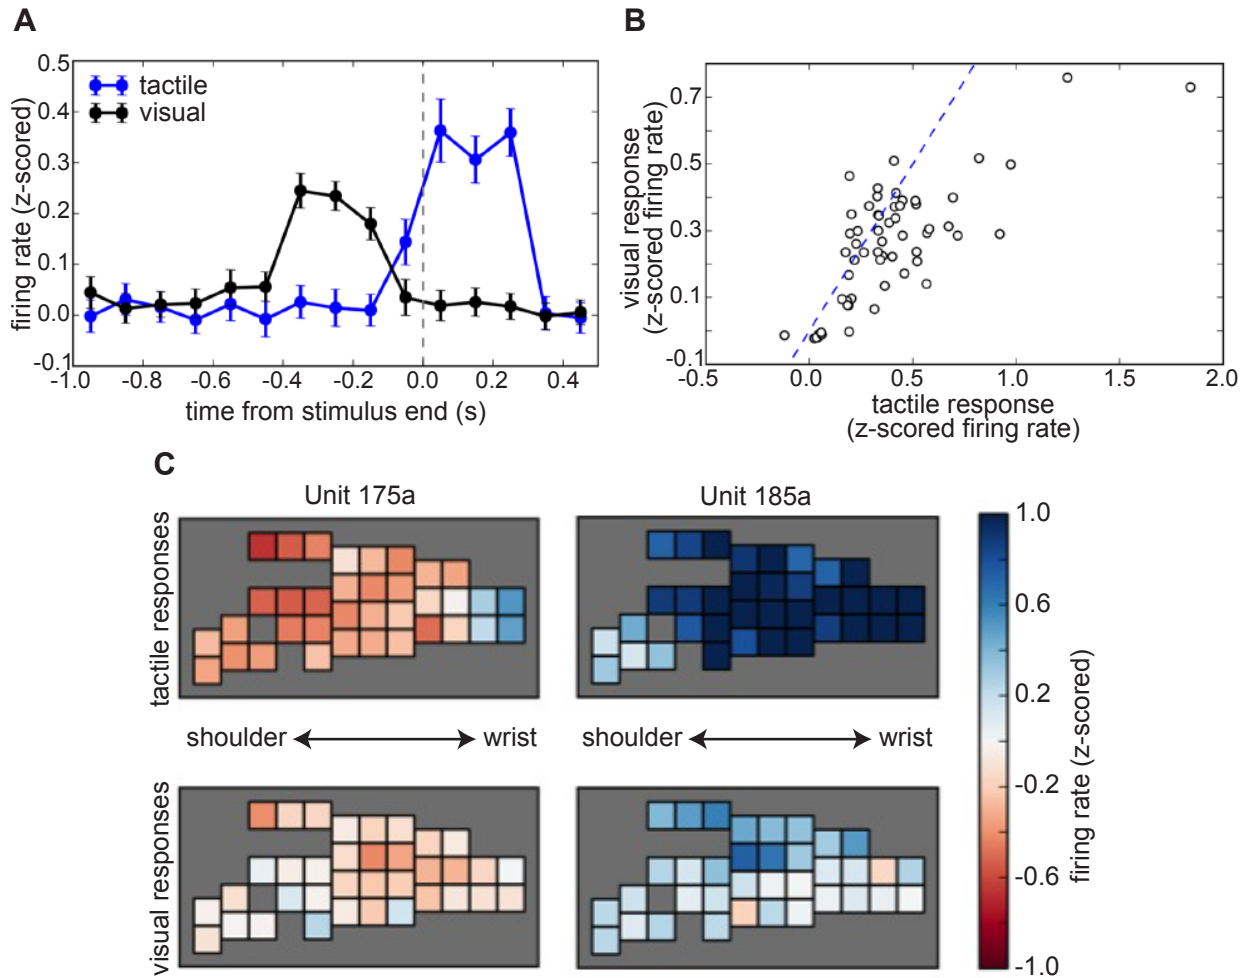 A
B
0.5
0.4
0.3
0.2
0.1
0.0
-0.1
-1.0
-0.8
-0.6
-0.4
-0.2
0.0
0.2
0.4
tactile
visual
firing rate (z-scored)
time from stimulus end (s)
0.7
0.5
0.3
0.1
-0.1
-0.5
0.0
0.5
1.0
1.5
2.0
visual response
(z-scored firing rate)
tactile response
(z-scored firing rate)
C
Unit 175a
Unit 185a
tactile responses
shoulder
wrist
shoulder
wrist
visual responses
1.0
0.6
0.2
-0.2
-0.6
-1.0
firing rate (z-scored)